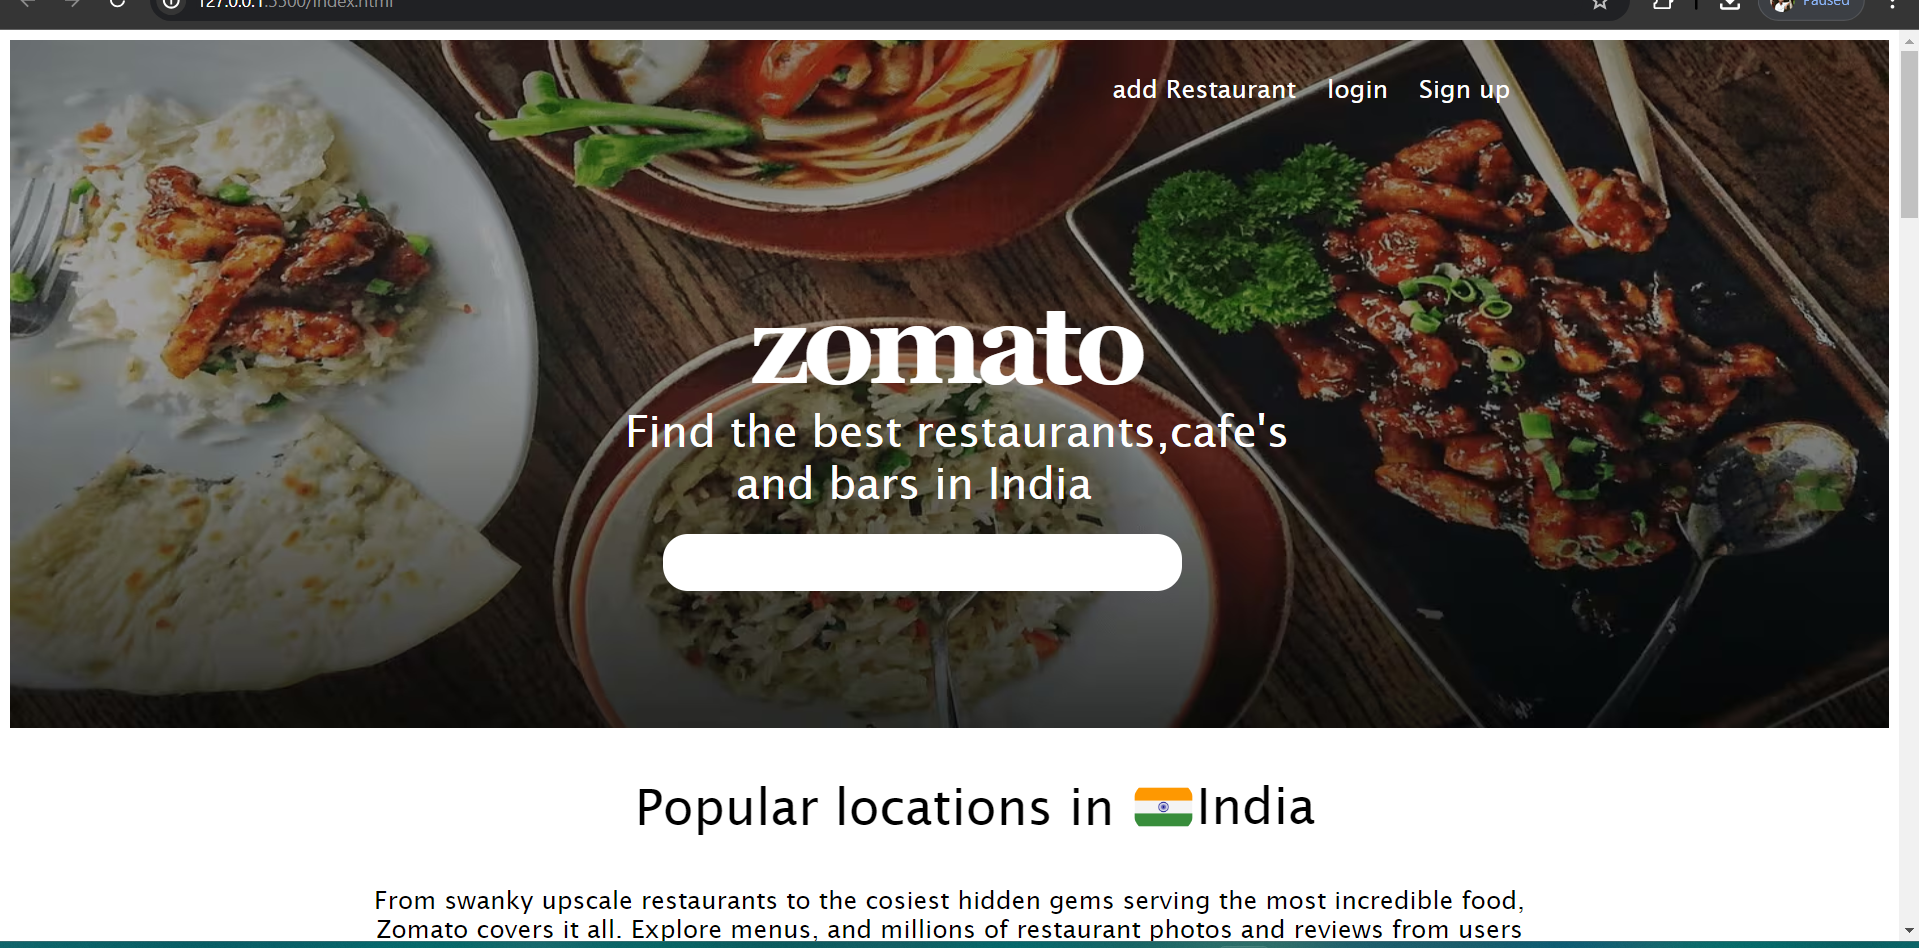 127.0.0.1:5500/index.html
Paused
add Restaurant login Sign up
zomato
Find the best restaurants,cafe's
and bars in India
Popular locations in India
From swanky upscale restaurants to the cosiest hidden gems serving the most incredible food,
Zomato covers it all. Explore menus, and millions of restaurant photos and reviews from users